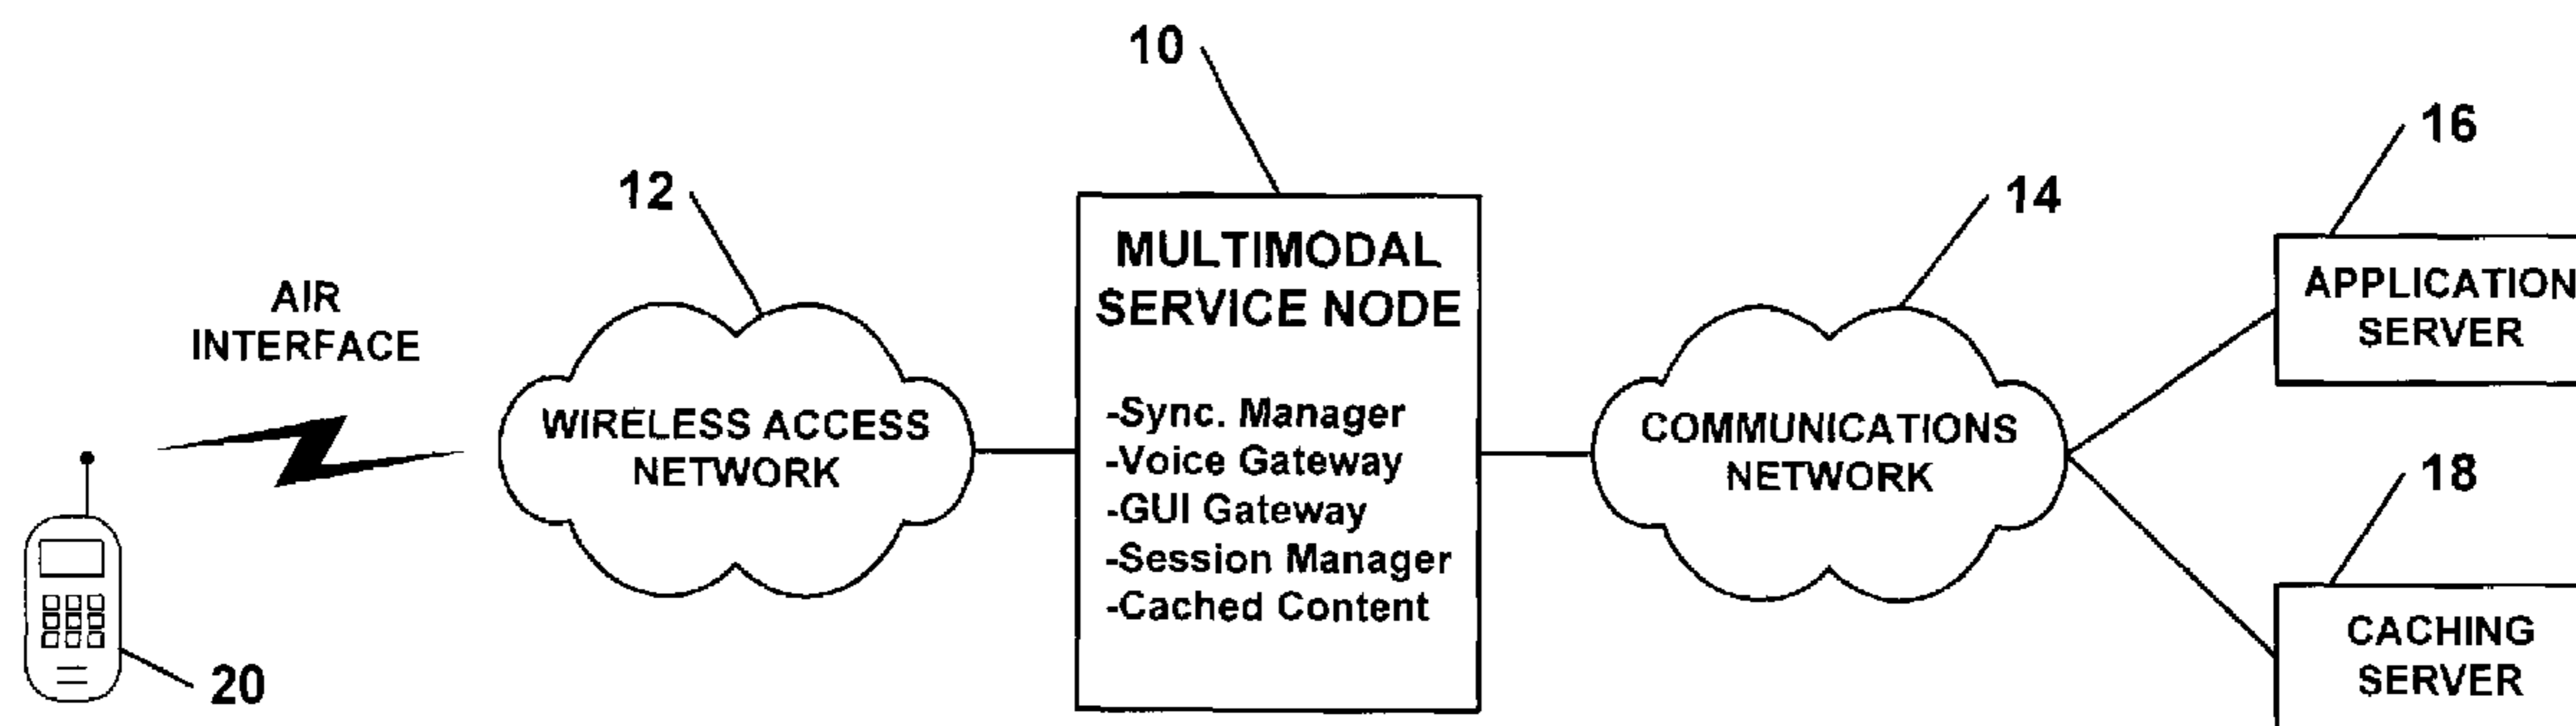 10
16
12
14
MULTIMODAL
SERVICE NODE
APPLICATION
SERVER
AIR
INTERFACE
WIRELESS ACCESS
NETWORK
-Sync. Manager
-Voice Gateway
-GUI Gateway
-Session Manager
-Cached Content
COMMUNICATIONS
NETWORK
18
CACHING
SERVER
20